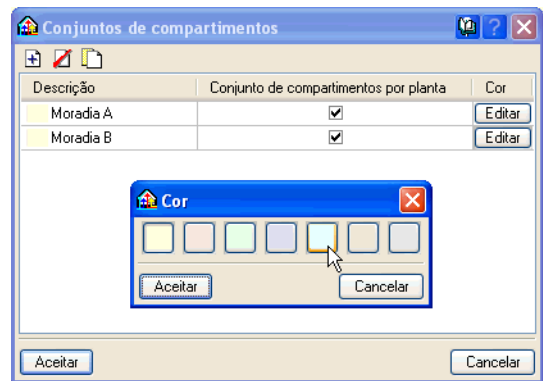 Conjuntos de compartimentos
Descrição Conjunto de compartimentos por planta Cor
Moradia A Editar
Moradia B Editar
Cor
Aceitar Cancelar
Aceitar Cancelar